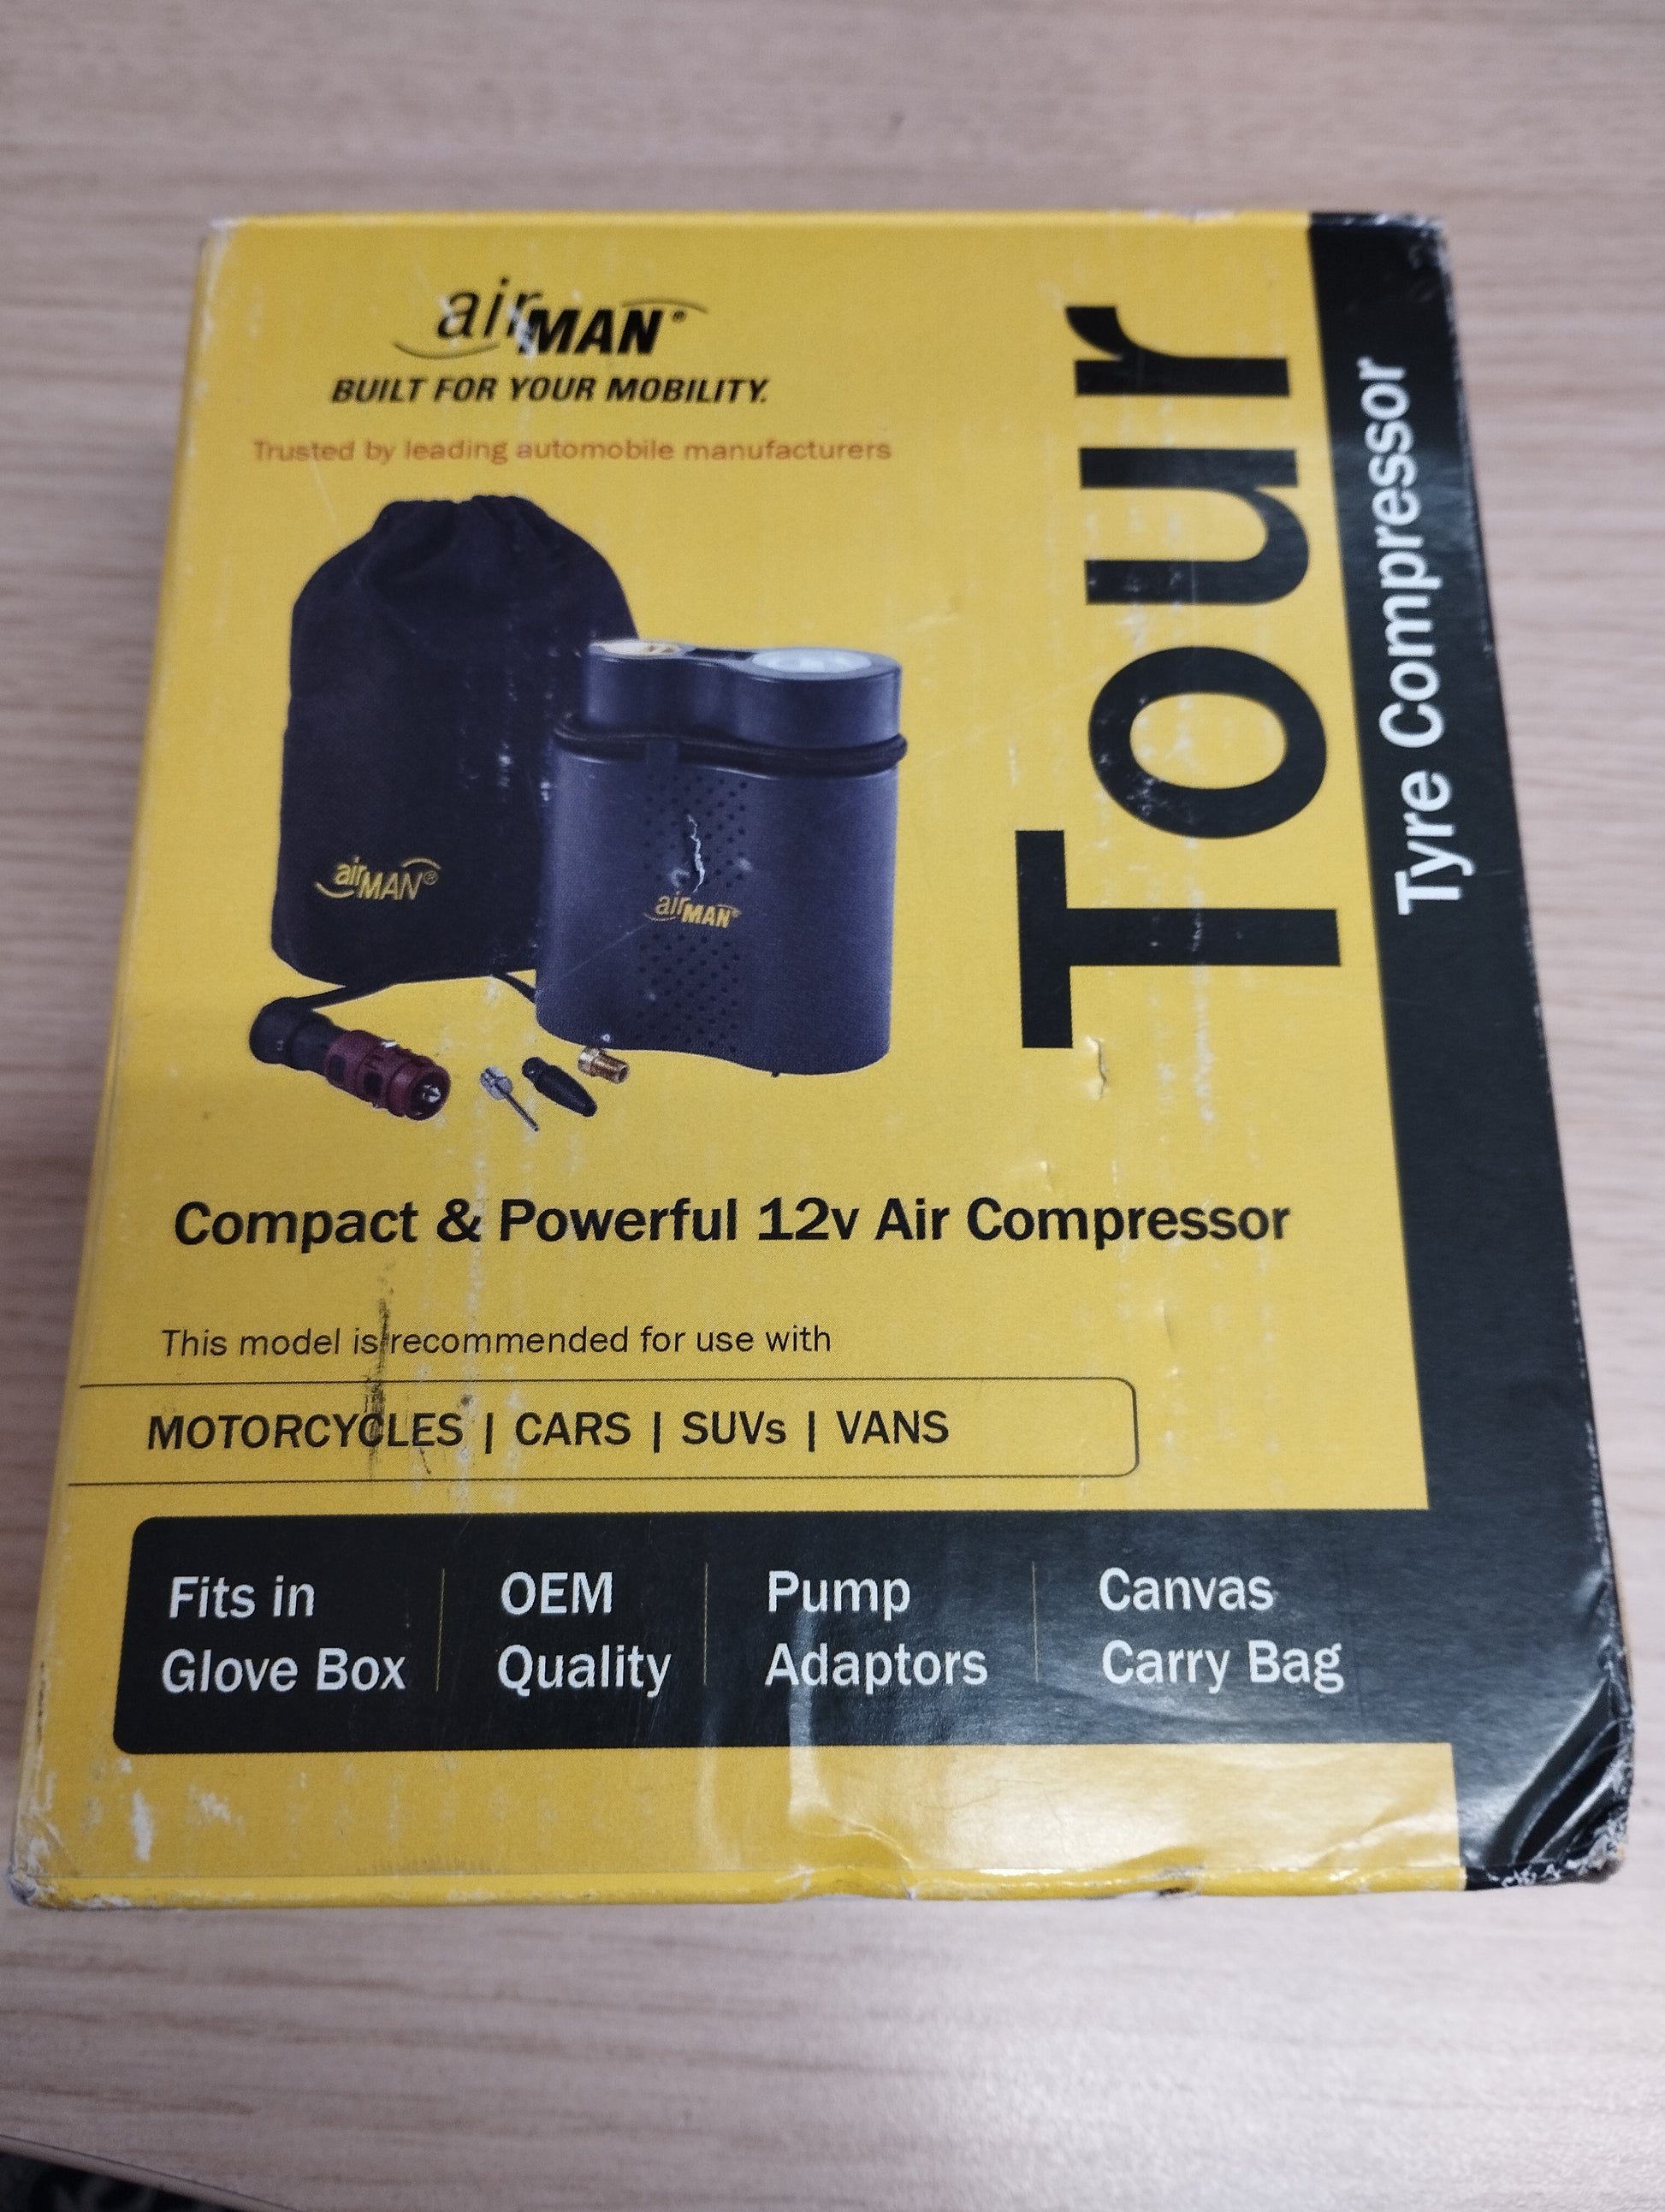 airMAN®
BUILT FOR YOUR MOBILITY.
Trusted by leading automobile manufacturers
Tour
Tyre Compressor
airMAN®
airMAN®
Compact & Powerful 12v Air Compressor
This model is recommended for use with
MOTORCYCLES | CARS | SUVs | VANS
Fits in
Glove Box
OEM
Quality
Pump
Adaptors
Canvas
Carry Bag